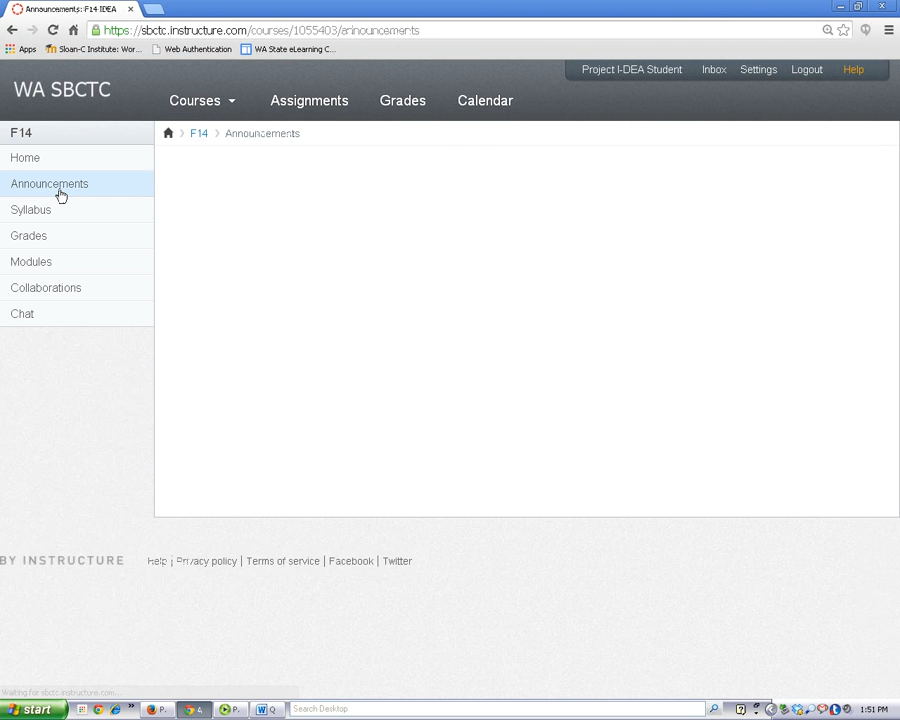 Announcements: F14 IDEA
https://sbctc.instructure.com/courses/1055403/announcements
Apps Sloan-C Institute: Wor... Web Authentication WA State eLearning C...
Project I-DEA Student Inbox Settings Logout Help
WA SBCTC
Courses Assignments Grades Calendar
F14
F14 Announcements
Home
Announcements
Syllabus
Grades
Modules
Collaborations
Chat
BY INSTRUCTURE
Help | Privacy policy | Terms of service | Facebook | Twitter
Waiting for sbctc.instructure.com...
start P. 4. P. Q Search Desktop 1:51 PM